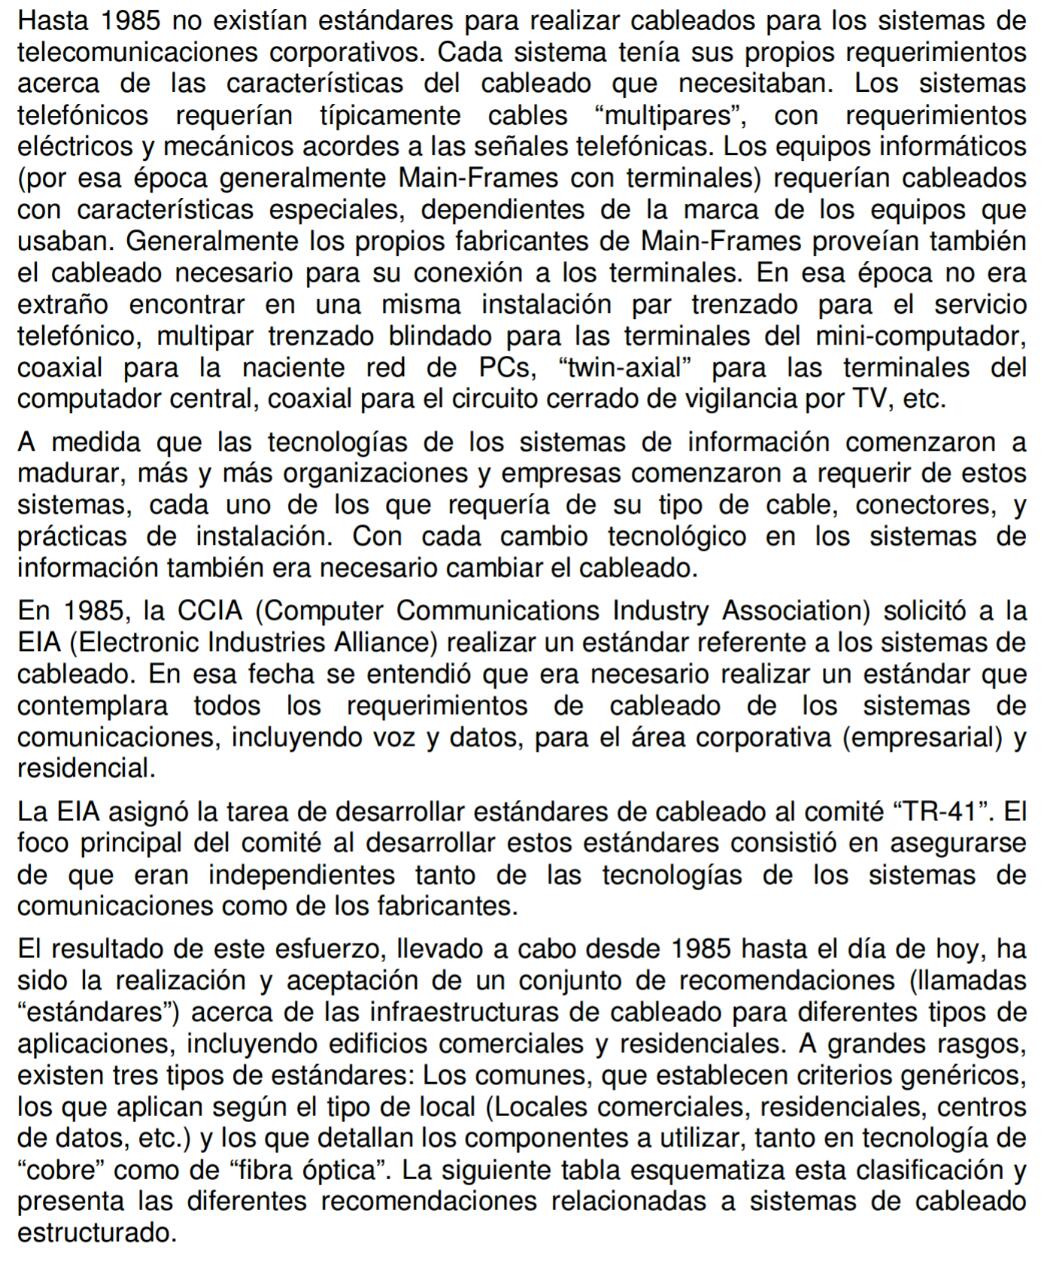 Hasta 1985 no existían estándares para realizar cableados para los sistemas de
telecomunicaciones corporativos. Cada sistema tenía sus propios requerimientos
acerca de las características del cableado que necesitaban. Los sistemas
telefónicos requerían típicamente cables “multipares”, con requerimientos
eléctricos y mecánicos acordes a las señales telefónicas. Los equipos informáticos
(por esa época generalmente Main-Frames con terminales) requerían cableados
con características especiales, dependientes de la marca de los equipos que
usaban. Generalmente los propios fabricantes de Main-Frames proveían también
el cableado necesario para su conexión a los terminales. En esa época no era
extraño encontrar en una misma instalación par trenzado para el servicio
telefónico, multipar trenzado blindado para las terminales del mini-computador,
coaxial para la naciente red de PCs, “twin-axial” para las terminales del
computador central, coaxial para el circuito cerrado de vigilancia por TV, etc.
A medida que las tecnologías de los sistemas de información comenzaron a
madurar, más y más organizaciones y empresas comenzaron a requerir de estos
sistemas, cada uno de los que requería de su tipo de cable, conectores, y
prácticas de instalación. Con cada cambio tecnológico en los sistemas de
información también era necesario cambiar el cableado.
En 1985, la CCIA (Computer Communications Industry Association) solicitó a la
EIA (Electronic Industries Alliance) realizar un estándar referente a los sistemas de
cableado. En esa fecha se entendió que era necesario realizar un estándar que
contemplara todos los requerimientos de cableado de los sistemas de
comunicaciones, incluyendo voz y datos, para el área corporativa (empresarial) y
residencial.
La EIA asignó la tarea de desarrollar estándares de cableado al comité “TR-41”. El
foco principal del comité al desarrollar estos estándares consistió en asegurarse
de que eran independientes tanto de las tecnologías de los sistemas de
comunicaciones como de los fabricantes.
El resultado de este esfuerzo, llevado a cabo desde 1985 hasta el día de hoy, ha
sido la realización y aceptación de un conjunto de recomendaciones (llamadas
“estándares”) acerca de las infraestructuras de cableado para diferentes tipos de
aplicaciones, incluyendo edificios comerciales y residenciales. A grandes rasgos,
existen tres tipos de estándares: Los comunes, que establecen criterios genéricos,
los que aplican según el tipo de local (Locales comerciales, residenciales, centros
de datos, etc.) y los que detallan los componentes a utilizar, tanto en tecnología de
“cobre” como de “fibra óptica”. La siguiente tabla esquematiza esta clasificación y
presenta las diferentes recomendaciones relacionadas a sistemas de cableado
estructurado.